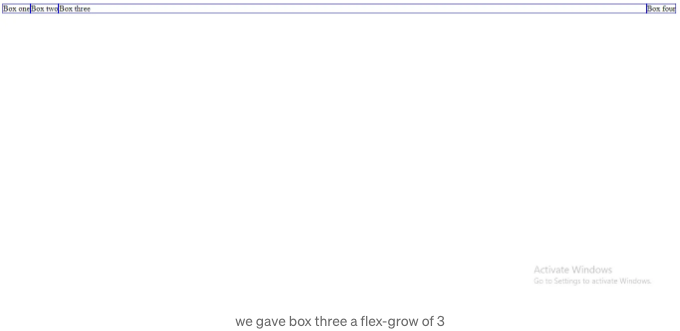 Box one Box two Box three Box four
Activate Windows
Go to Settings to activate Windows.
we gave box three a flex-grow of 3